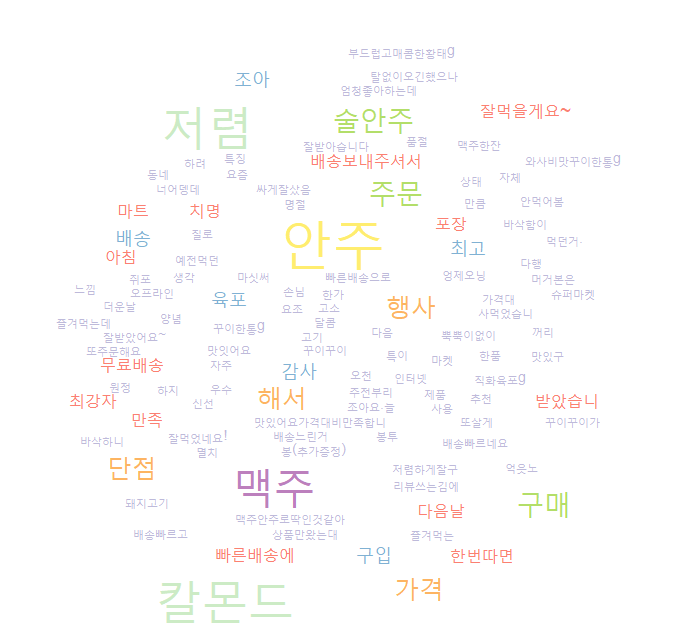 부드럽고매콤한황태g
조아
탈없이오긴했으나
엄청좋아하는데
저렴
술안주
잘먹을게요~
잘받아습니다
품절
맥주한잔
하려
특징
배송보내주셔서
와사비맛꾸이한통g
동네
요즘
너어뎅데
싸게잘샀음
주문
상태
자체
명절
만큼
안먹어봄
마트
치명
안주
포장
바삭함이
배송
질로
최고
먹던거.
아침
예전먹던
다행
쥐포
생각
마싯써
빠른배송으로
영계오닝
머거본은
느낌
오프라인
육포
손님
한가
행사
가격대
슈퍼마켓
더운날
요조
고소
사먹었습니
즐겨먹는데
양념
꾸이한통g
달콤
잘받았어요~
고기
다음
뽁뽁이없이
꺼리
또주문해요
맛잇어요
꾸이꾸이
무료배송
자주
감사
특이
마켓
한품
맛있구
오전
인터넷
직화육포g
원정
하지
우수
해서
주전부리
제품
최강자
신선
조아요.들
사용
추천
받았습니
만족
맛있어요가격대비만족합니
또살게
꾸이꾸이가
바삭하니
잘먹었네요!
배송느린거
봉투
배송빠르네요
멸치
봉(추가증정)
단점
맥주
저렴하게잘구
먹읏노
리뷰쓰는김에
돼지고기
다음날
구매
맥주안주로딱인것같아
배송빠르고
상품만왔는대
즐겨먹는
빠른배송에
구입
한번따면
칼몬드
가격